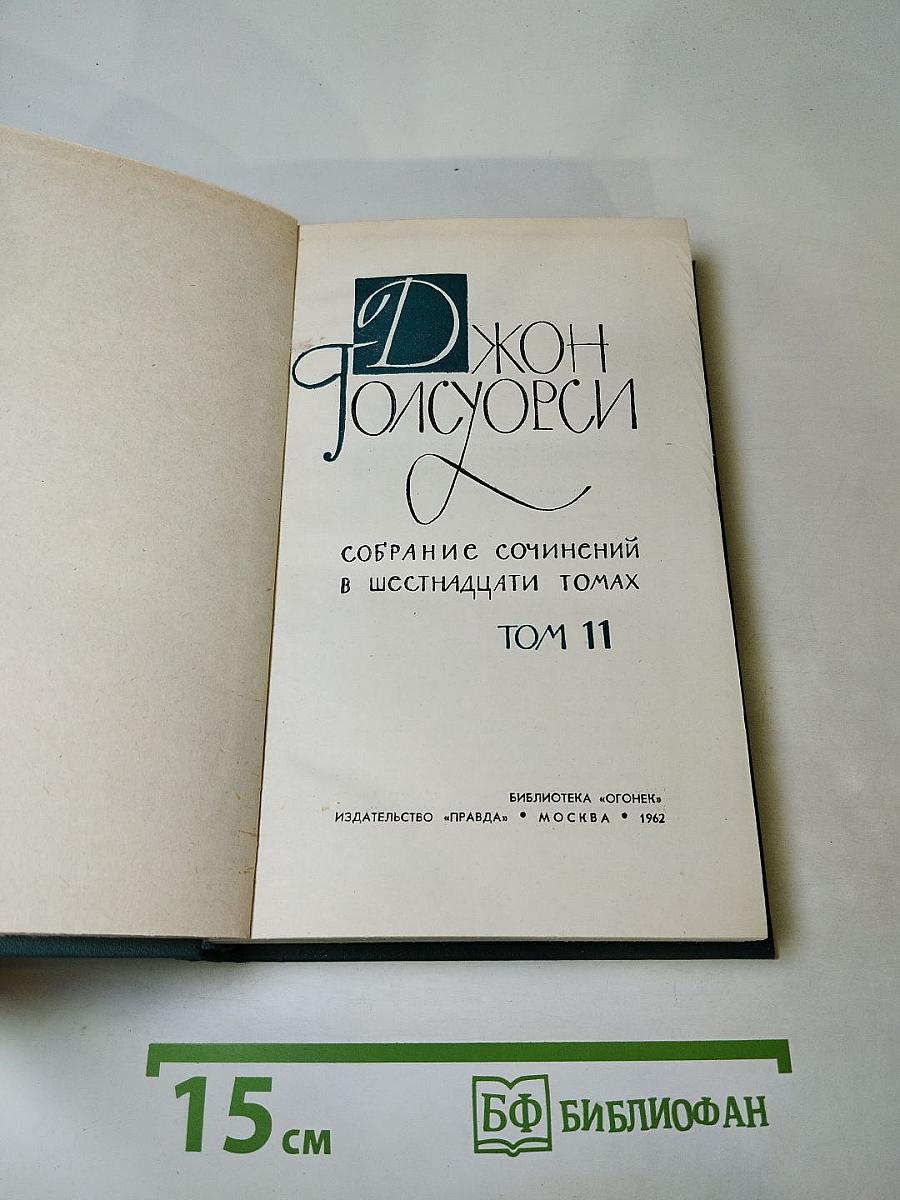 Джон
Голсуорси
СОБРАНИЕ СОЧИНЕНИЙ
В ШЕСТНАДЦАТИ ТОМАХ
ТОМ 11
БИБЛИОТЕКА «ОГОНЕК»
ИЗДАТЕЛЬСТВО «ПРАВДА» • МОСКВА • 1962
15 см
БФ БИБЛИОФАН